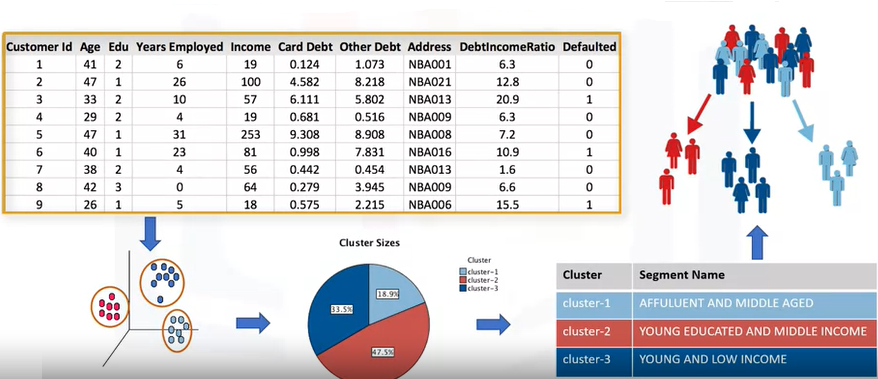 Customer Id Age Edu Years Employed Income Card Debt Other Debt Address DebtIncomeRatio Defaulted
1 41 2 6 19 0.124 1.073 NBA001 6.3 0
2 47 1 26 100 4.582 8.218 NBA021 12.8 0
3 33 2 10 57 6.111 5.802 NBA013 20.9 1
4 29 2 4 19 0.681 0.516 NBA009 6.3 0
5 47 1 31 253 9.308 8.908 NBA008 7.2 0
6 40 1 23 81 0.998 7.831 NBA016 10.9 1
7 38 2 4 56 0.442 0.454 NBA013 1.6 0
8 42 3 0 64 0.279 3.945 NBA009 6.6 0
9 26 1 5 18 0.575 2.215 NBA006 15.5 1
Cluster Sizes
18.9%
33.5%
47.5%
Cluster
cluster-1
cluster-2
cluster-3
Cluster Segment Name
cluster-1 AFFULUENT AND MIDDLE AGED
cluster-2 YOUNG EDUCATED AND MIDDLE INCOME
cluster-3 YOUNG AND LOW INCOME